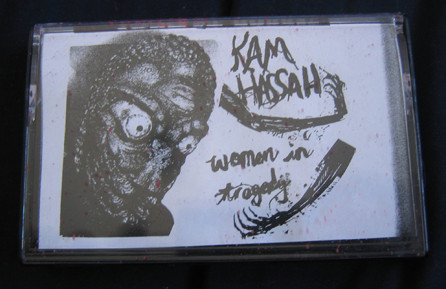 KAM
HASSAH
woman in
tragedy